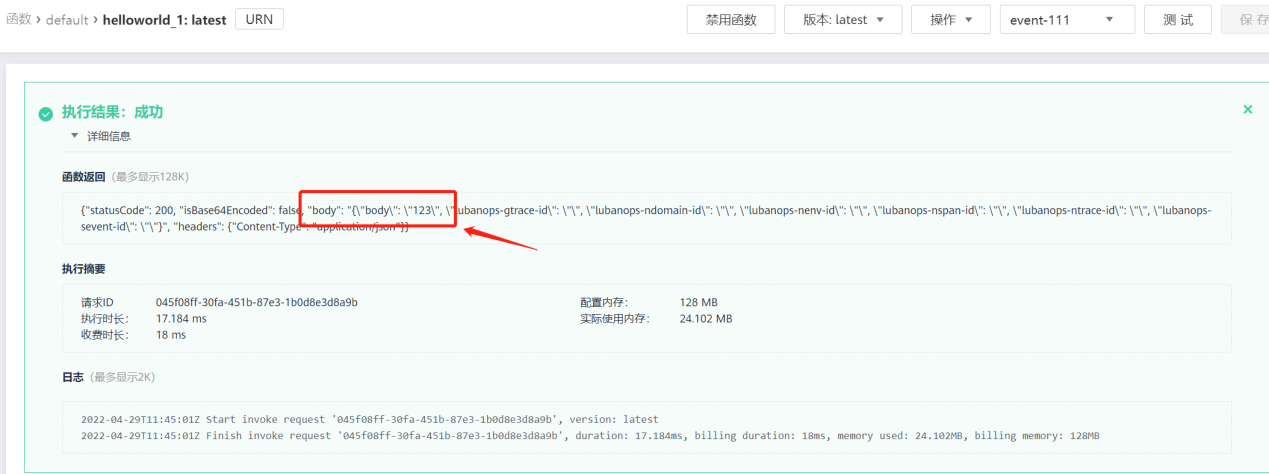 函数 > default > helloworld_1: latest URN 禁用函数 版本: latest 操作 event-111 测 试 保 存
执行结果：成功
详细信息
函数返回（最多显示128K）
{"statusCode": 200, "isBase64Encoded": false, "body": "{\"body\": \"123\", \"lubanops-gtrace-id\": \"\", \"lubanops-ndomain-id\": \"\", \"lubanops-nenv-id\": \"\", \"lubanops-nspan-id\": \"\", \"lubanops-ntrace-id\": \"\", \"lubanops-
sevent-id\": \"\"}", "headers": {"Content-Type": "application/json"}}
执行摘要
请求ID 045f08ff-30fa-451b-87e3-1b0d8e3d8a9b 配置内存： 128 MB
执行时长： 17.184 ms 实际使用内存： 24.102 MB
收费时长： 18 ms
日志（最多显示2K）
2022-04-29T11:45:01Z Start invoke request '045f08ff-30fa-451b-87e3-1b0d8e3d8a9b', version: latest
2022-04-29T11:45:01Z Finish invoke request '045f08ff-30fa-451b-87e3-1b0d8e3d8a9b', duration: 17.184ms, billing duration: 18ms, memory used: 24.102MB, billing memory: 128MB